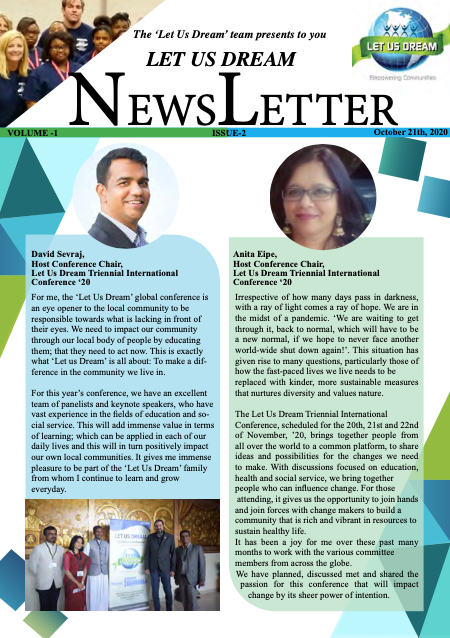 The ‘Let Us Dream’ team presents to you
LET US DREAM
NEWSLETTER
LET US DREAM
Empowering Communities
VOLUME -1
ISSUE-2
October 21th, 2020
David Sevraj,
Host Conference Chair,
Let Us Dream Triennial International
Conference ‘20
For me, the ‘Let Us Dream’ global conference is
an eye opener to the local community to be
responsible towards what is lacking in front of
their eyes. We need to impact our community
through our local body of people by educating
them; that they need to act now. This is exactly
what ‘Let us Dream’ is all about: To make a dif-
ference in the community we live in.
For this year’s conference, we have an excellent
team of panelists and keynote speakers, who have
vast experience in the fields of education and so-
cial service. This will add immense value in terms
of learning; which can be applied in each of our
daily lives and this will in turn positively impact
our own local communities. It gives me immense
pleasure to be part of the ‘Let Us Dream’ family
from whom I continue to learn and grow
everyday.
LET US DREAM
Anita Eipe,
Host Conference Chair,
Let Us Dream Triennial International
Conference ‘20
Irrespective of how many days pass in darkness,
with a ray of light comes a ray of hope. We are
in the midst of a pandemic. ‘We are waiting to get
through it, back to normal, which will have to be
a new normal, if we hope to never face another
world-wide shut down again!’. This situation has
given rise to many questions, particularly those of
how the fast-paced lives we live needs to be
replaced with kinder, more sustainable measures
that nurtures diversity and values nature.
The Let Us Dream Triennial International
Conference, scheduled for the 20th, 21st and 22nd
of November, ’20, brings together people from
all over the world to a common platform, to share
ideas and possibilities for the changes we need
to make. With discussions focused on education,
health and social service, we bring together
people who can influence change. For those
attending, it gives us the opportunity to join hands
and join forces with change makers to build a
community that is rich and vibrant in resources to
sustain healthy life.
It has been a joy for me over these past many
months to work with the various committee
members from across the globe.
We have planned, discussed met and shared the
passion for this conference that will impact
change by its sheer power of intention.